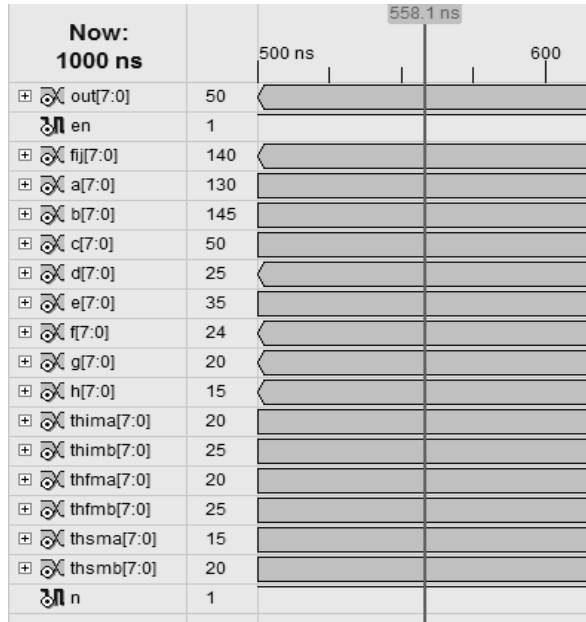 558.1 ns
Now:
1000 ns
500 ns 600
out[7:0] 50
en 1
fij[7:0] 140
a[7:0] 130
b[7:0] 145
c[7:0] 50
d[7:0] 25
e[7:0] 35
f[7:0] 24
g[7:0] 20
h[7:0] 15
thima[7:0] 20
thimb[7:0] 25
thfma[7:0] 20
thfmb[7:0] 25
thsma[7:0] 15
thsmb[7:0] 20
n 1